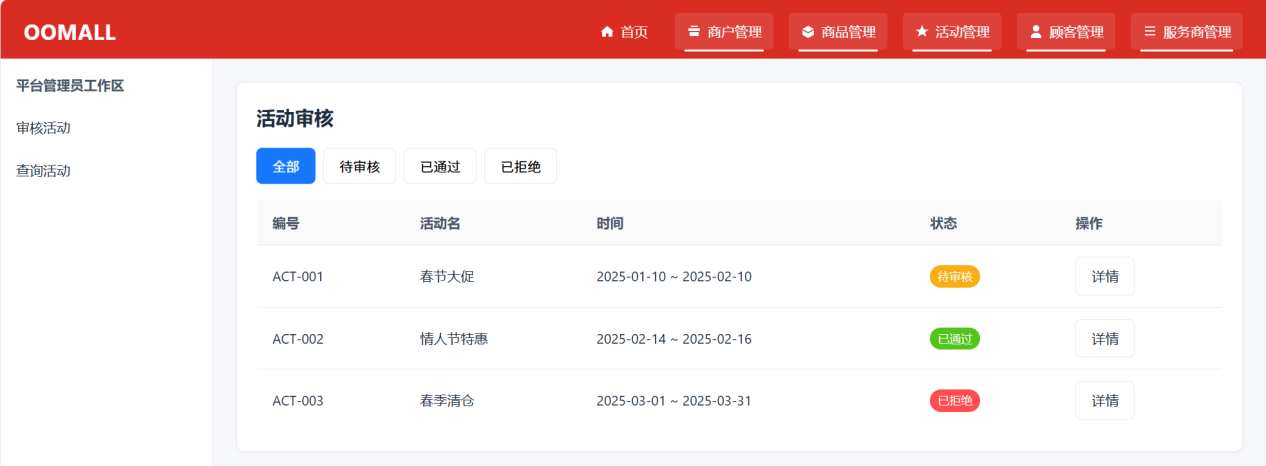 OOMALL 首页 商户管理 商品管理 活动管理 顾客管理 服务商管理
平台管理员工作区
审核活动
查询活动
活动审核
全部 待审核 已通过 已拒绝
编号 活动名 时间 状态 操作
ACT-001 春节大促 2025-01-10 ~ 2025-02-10 待审核 详情
ACT-002 情人节特惠 2025-02-14 ~ 2025-02-16 已通过 详情
ACT-003 春季清仓 2025-03-01 ~ 2025-03-31 已拒绝 详情